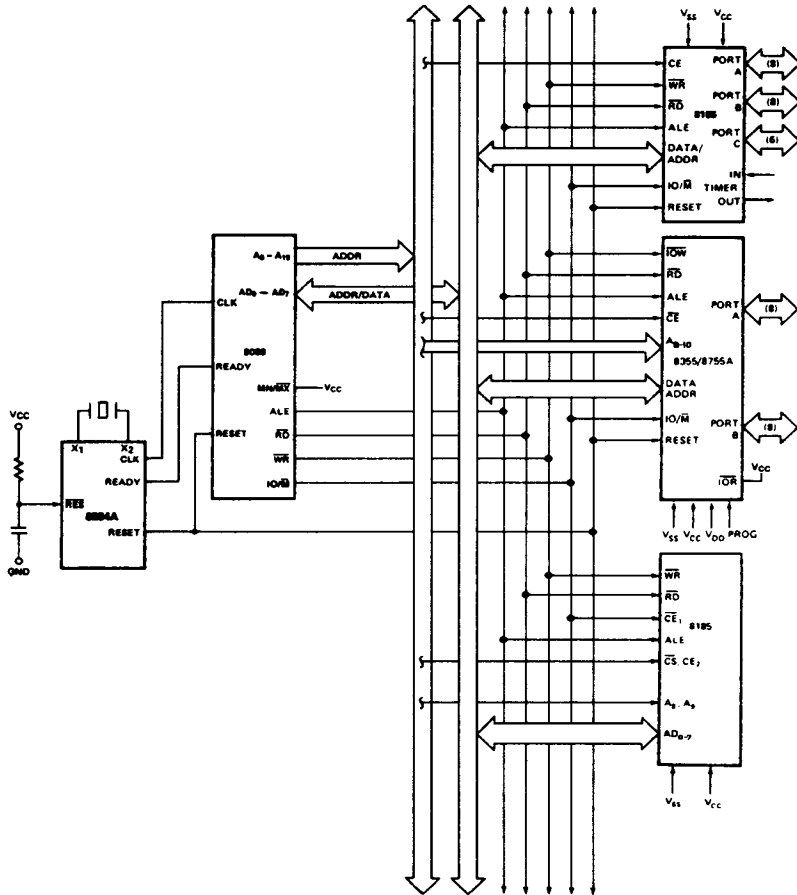 VSS VCC
CE
PORT A (8)
WR
PORT B (8)
RD
8185
ALE
PORT C (6)
DATA/
ADDR
IN
IO/M
TIMER
OUT
RESET
A8 – A15 ADDR
AD0 – AD7 ADDR/DATA
CLK
8088
READY
MN/MX VCC
ALE
RESET
RD
WR
IO/M
VCC
X1 X2
CLK
READY
RES
8284A
RESET
GND
IOW
RD
ALE
PORT A (8)
CE
A8-10
8355/8755A
DATA
ADDR
IO/M
PORT B (8)
RESET
VCC
IOR
VSS VCC VDD PROG
WR
RD
CE1
8185
ALE
CS, CE2
A8, A9
AD0-7
VSS VCC